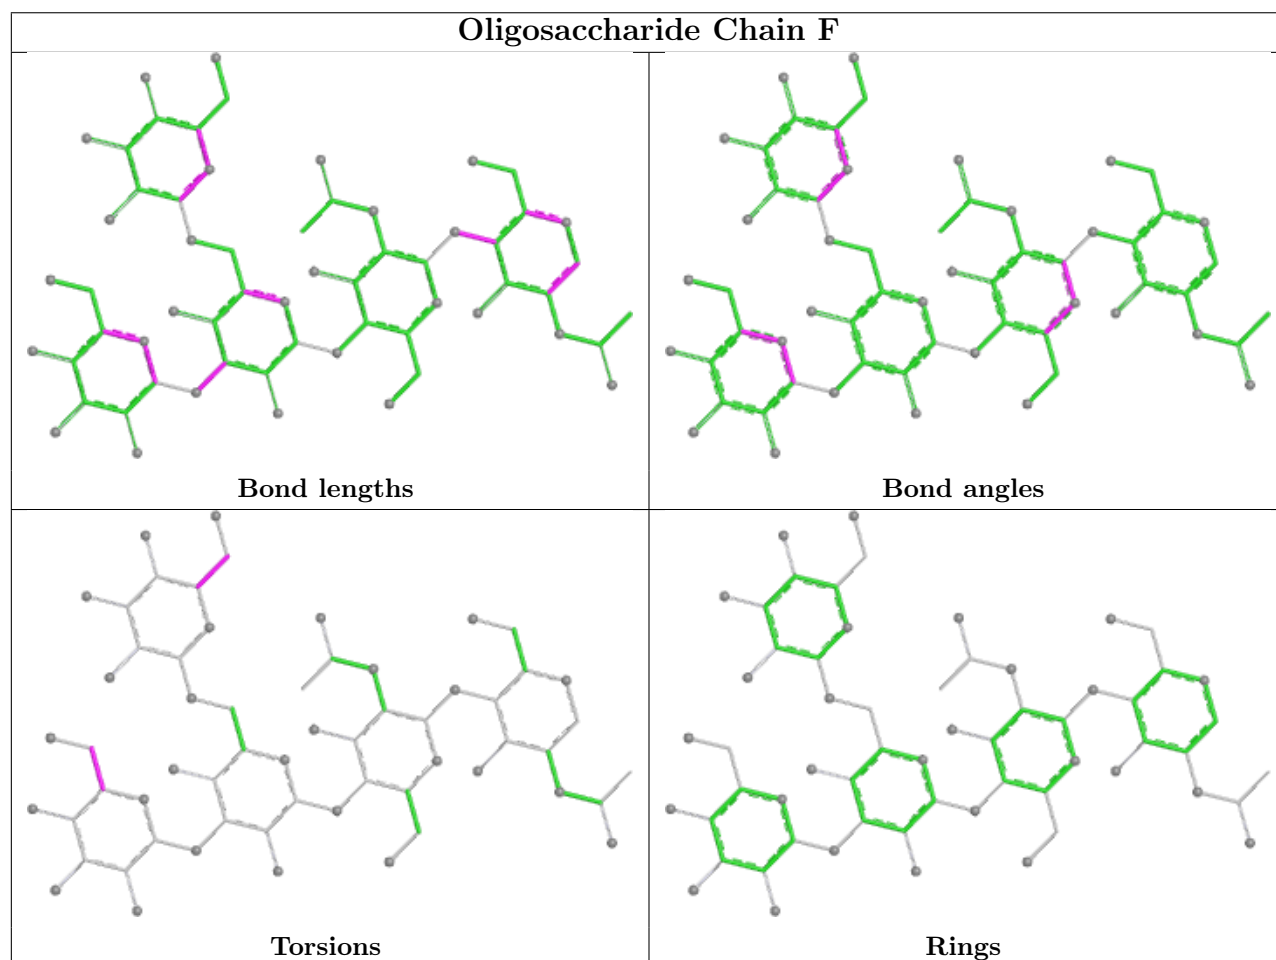 Oligosaccharide Chain F
Bond lengths
Bond angles
Torsions
Rings